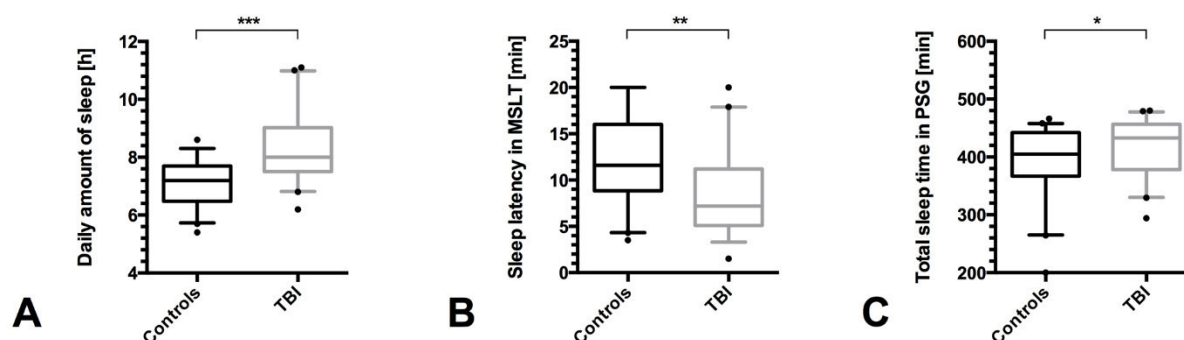 ***
Daily amount of sleep [h]
12
10
8
6
4
Controls
TBI
A
**
Sleep latency in MSLT [min]
25
20
15
10
5
0
Controls
TBI
B
*
Total sleep time in PSG [min]
600
500
400
300
200
Controls
TBI
C